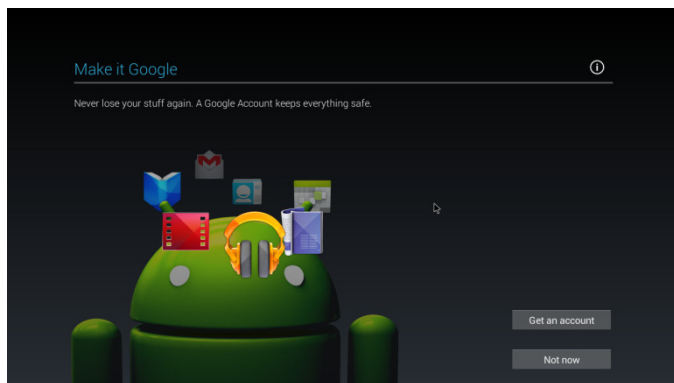 Make it Google
Never lose your stuff again. A Google Account keeps everything safe.
Get an account
Not now